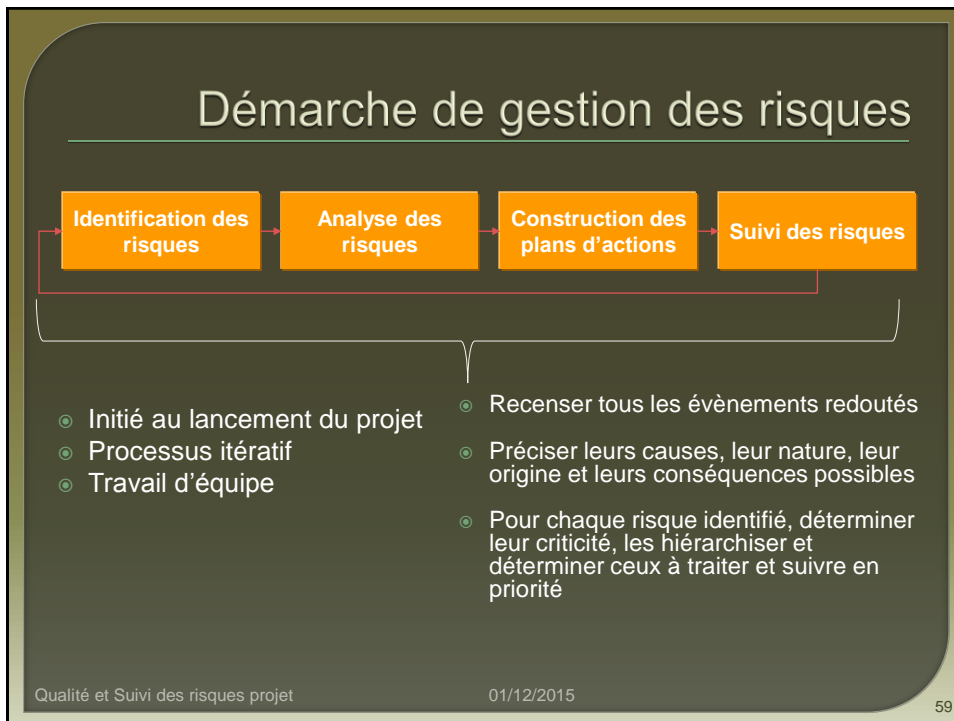 Démarche de gestion des risques
Identification des
risques
Analyse des
risques
Construction des
plans d'actions
Suivi des risques
Initié au lancement du projet
Processus itératif
Travail d'équipe
Recenser tous les évènements redoutés
Préciser leurs causes, leur nature, leur
origine et leurs conséquences possibles
Pour chaque risque identifié, déterminer
leur criticité, les hiérarchiser et
déterminer ceux à traiter et suivre en
priorité
Qualité et Suivi des risques projet
01/12/2015
59